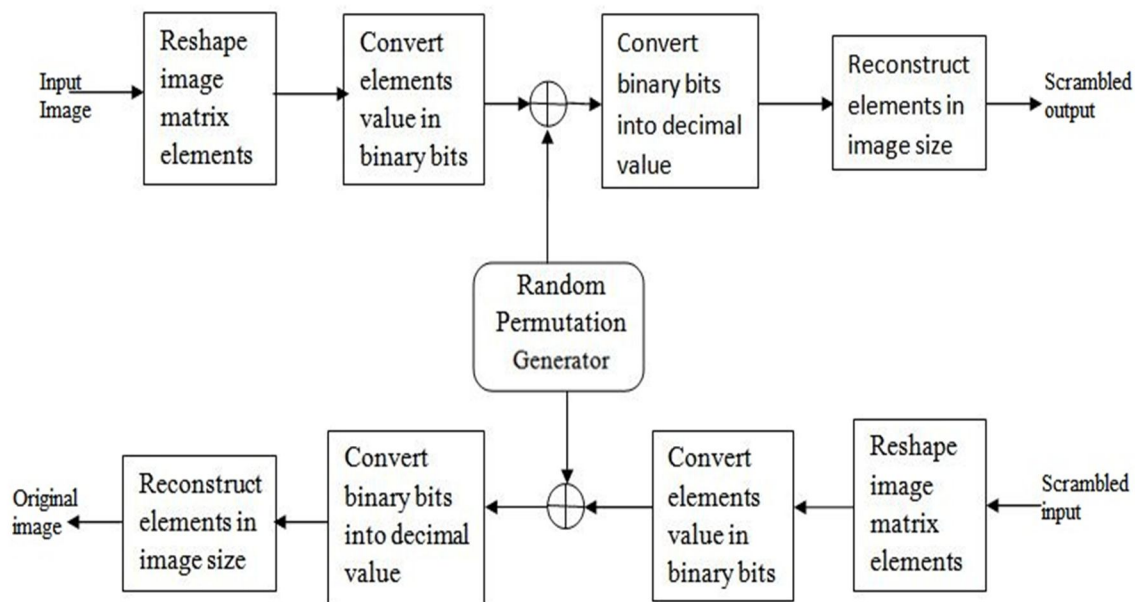 Input
Image
Reshape
image
matrix
elements
Convert
elements
value in
binary bits
Convert
binary bits
into decimal
value
Reconstruct
elements in
image size
Scrambled
output
Random
Permutation
Generator
Original
image
Reconstruct
elements in
image size
Convert
binary bits
into decimal
value
Convert
elements
value in
binary bits
Reshape
image
matrix
elements
Scrambled
input